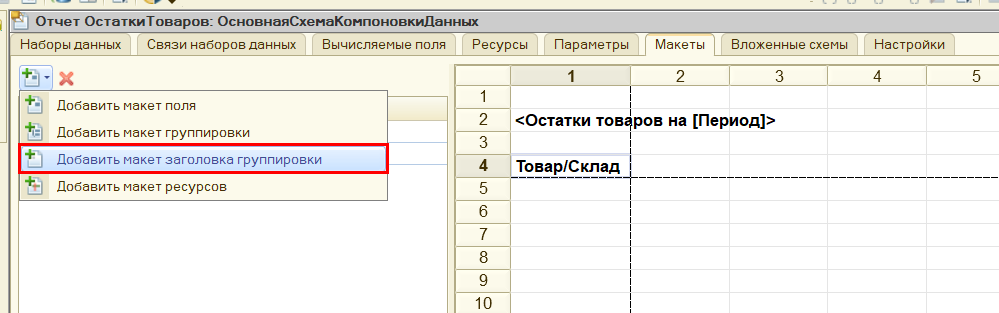 Отчет ОстаткиТоваров: ОсновнаяСхемаКомпоновкиДанных
Наборы данных Связи наборов данных Вычисляемые поля Ресурсы Параметры Макеты Вложенные схемы Настройки
Добавить макет поля
Добавить макет группировки
Добавить макет заголовка группировки
Добавить макет ресурсов
1 2 3 4 5
1
2 <Остатки товаров на [Период]>
3
4 Товар/Склад
5
6
7
8
9
10